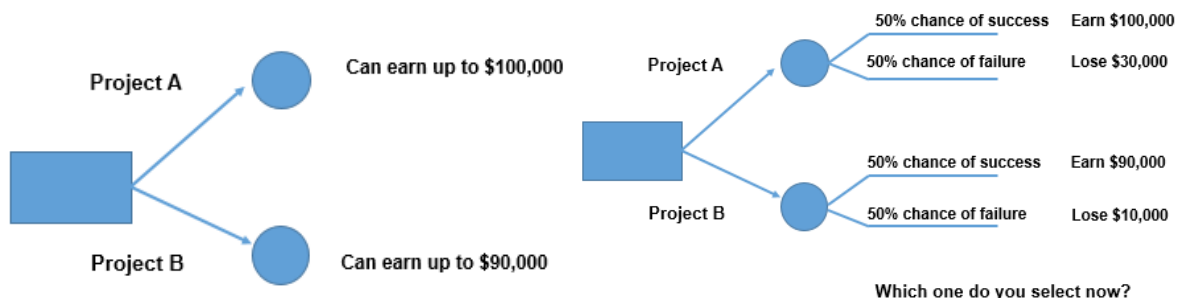 Project A
Can earn up to $100,000
Project B
Can earn up to $90,000
50% chance of success Earn $100,000
Project A
50% chance of failure Lose $30,000
50% chance of success Earn $90,000
Project B
50% chance of failure Lose $10,000
Which one do you select now?